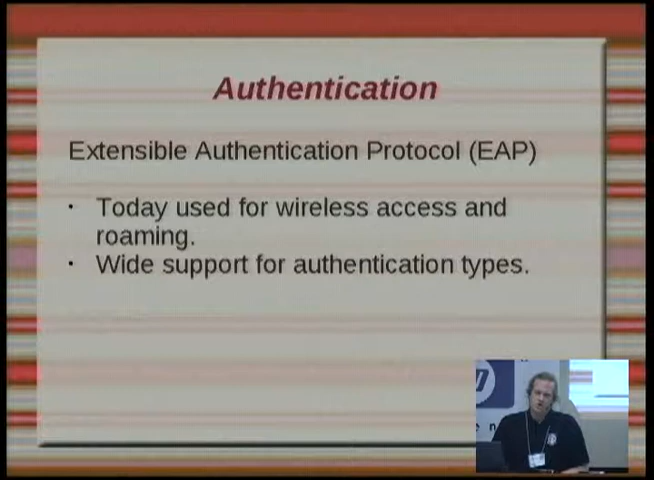 Authentication
Extensible Authentication Protocol (EAP)
• Today used for wireless access and
roaming.
• Wide support for authentication types.